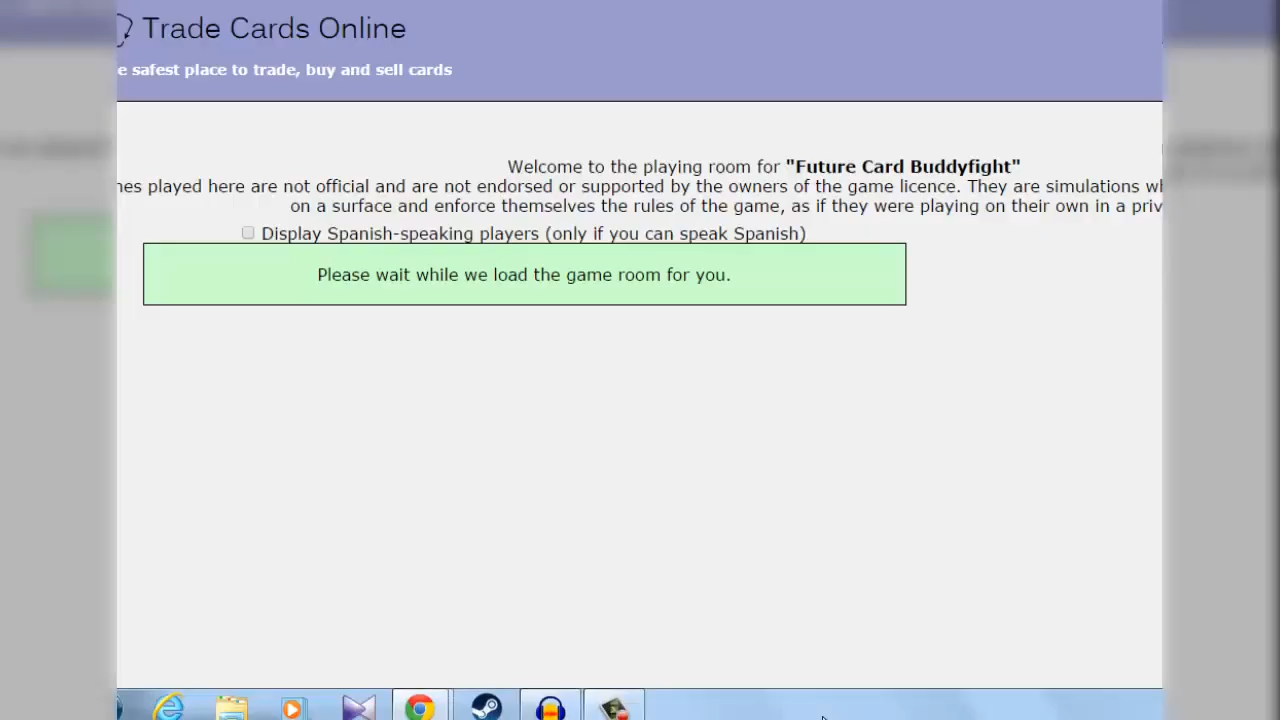 Trade Cards Online
safest place to trade, buy and sell cards
Welcome to the playing room for "Future Card Buddyfight"
played here are not official and are not endorsed or supported by the owners of the game licence. They are simulations
on a surface and enforce themselves the rules of the game, as if they were playing on their own in a
Display Spanish-speaking players (only if you can speak Spanish)
Please wait while we load the game room for you.